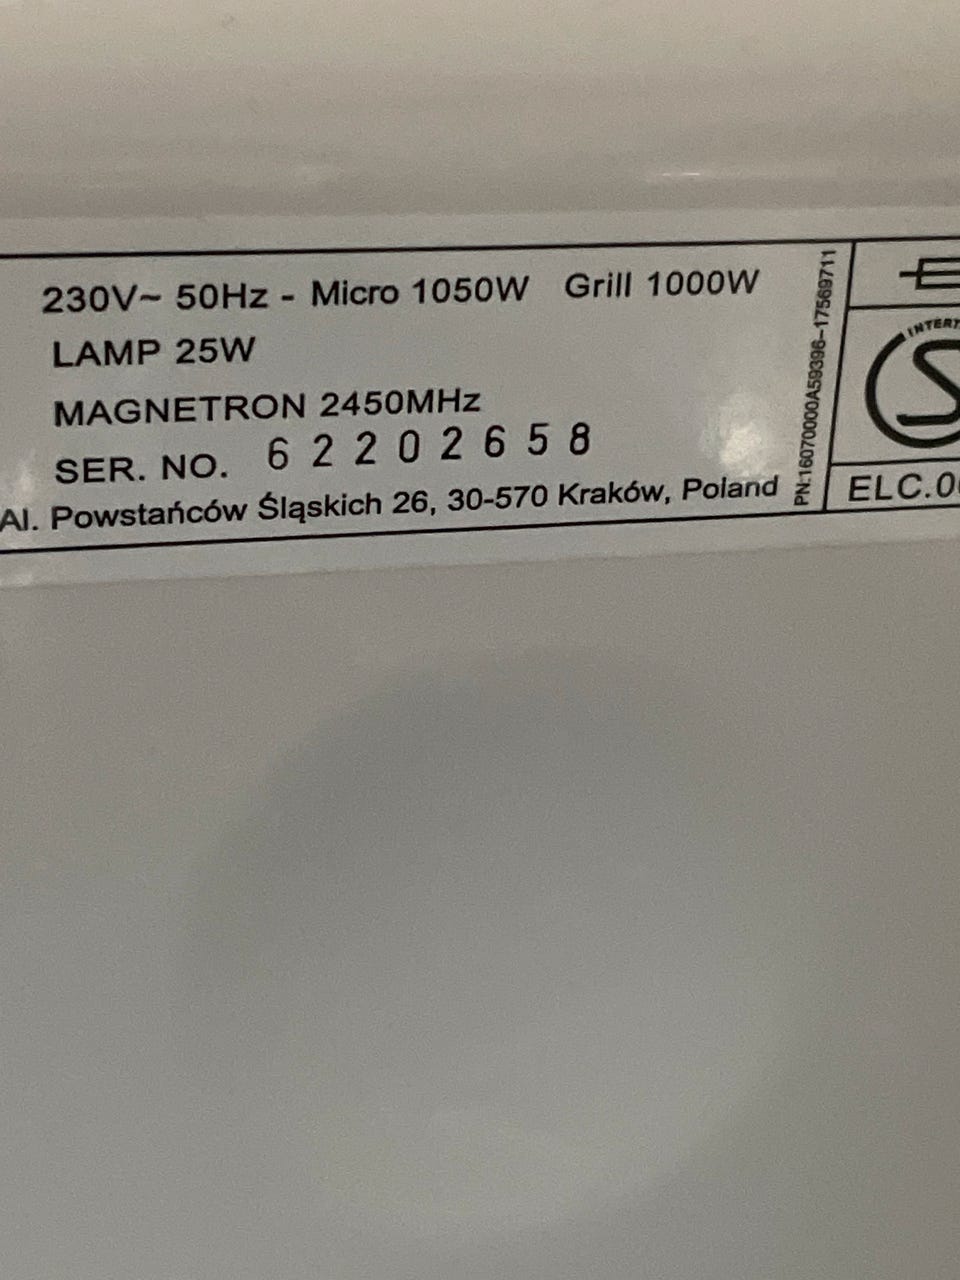 230V~ 50Hz - Micro 1050W Grill 1000W
LAMP 25W
MAGNETRON 2450MHz
SER. NO. 62202658
Al. Powstańców Śląskich 26, 30-570 Kraków, Poland
PN:16070000A59396-17569711
S
ELC.